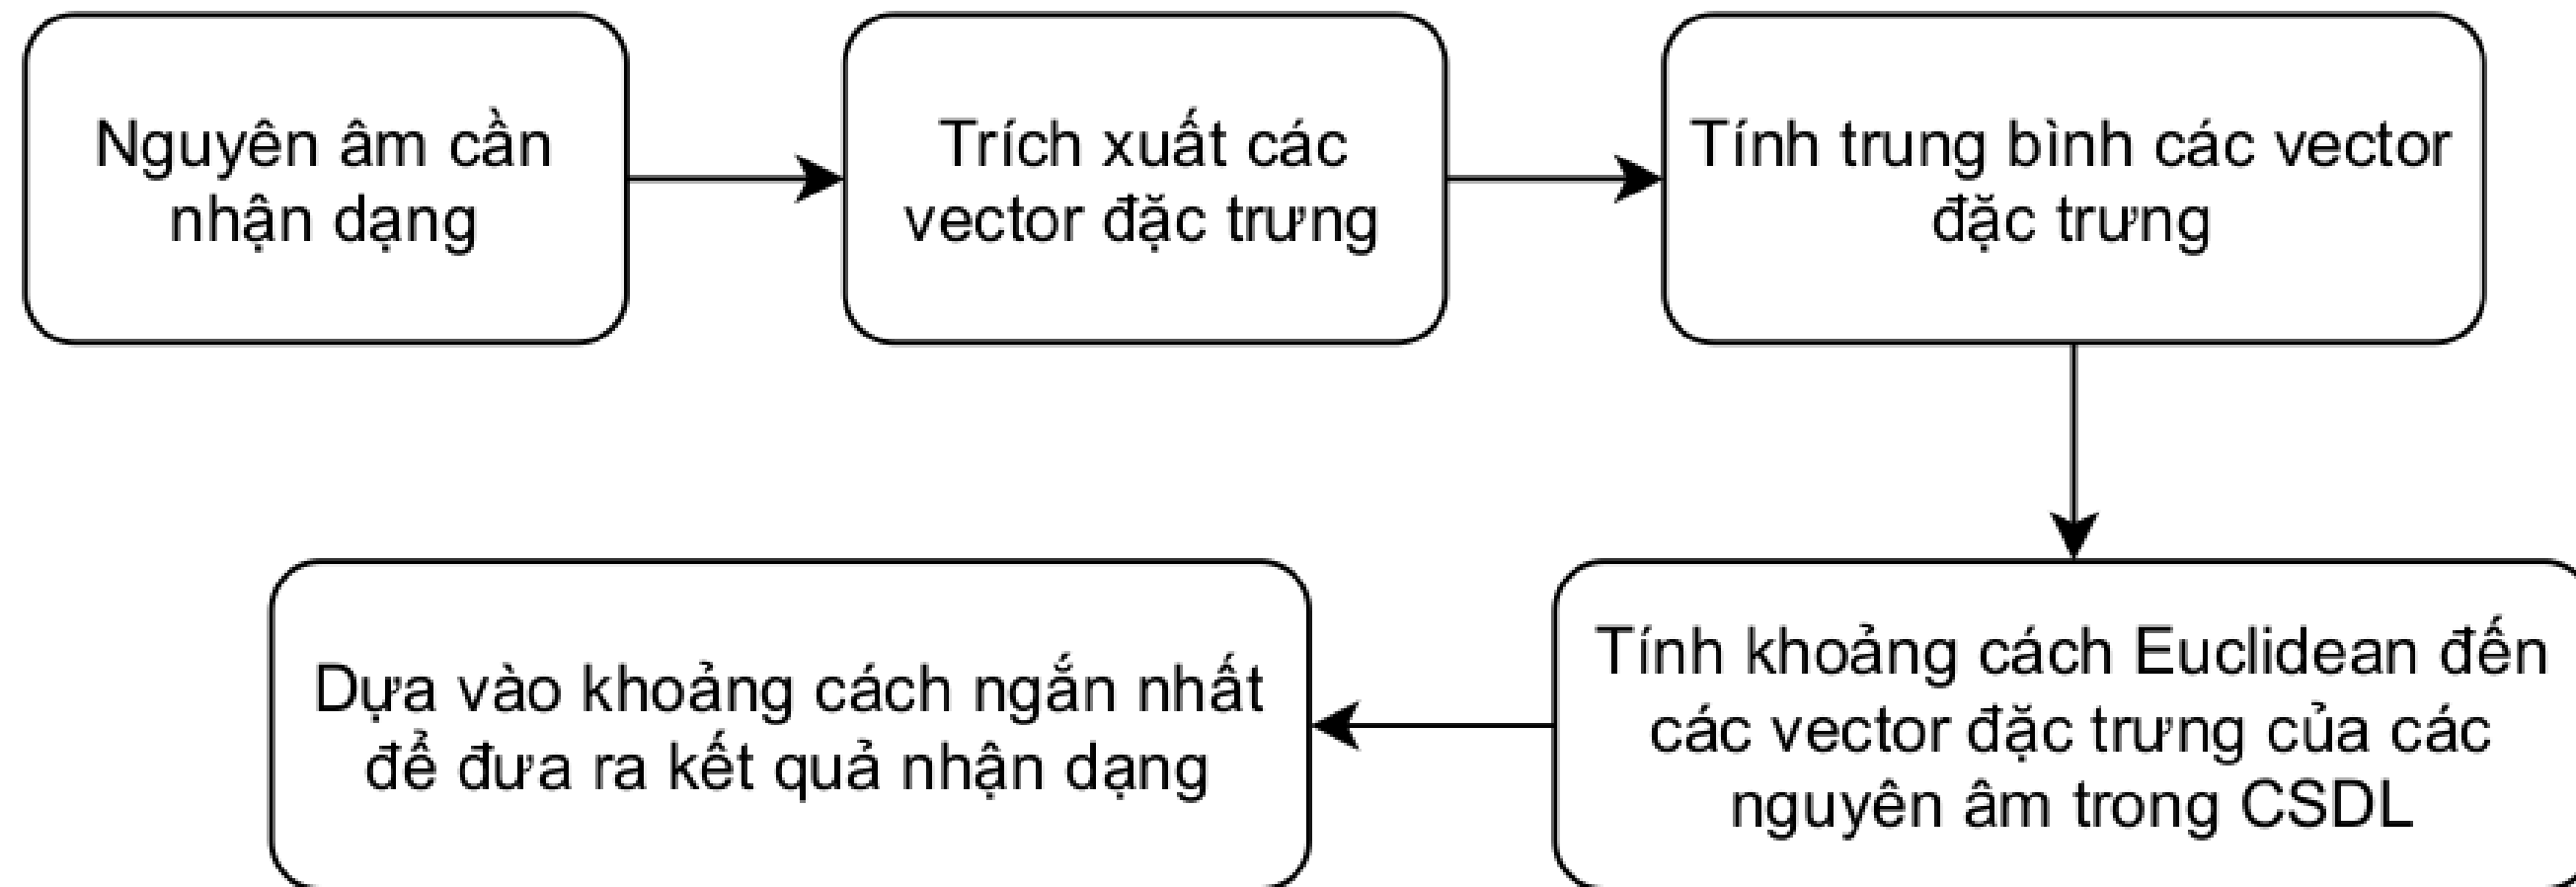 Nguyên âm cần
nhận dạng
Trích xuất các
vector đặc trưng
Tính trung bình các vector
đặc trưng
Tính khoảng cách Euclidean đến
các vector đặc trưng của các
nguyên âm trong CSDL
Dựa vào khoảng cách ngắn nhất
để đưa ra kết quả nhận dạng